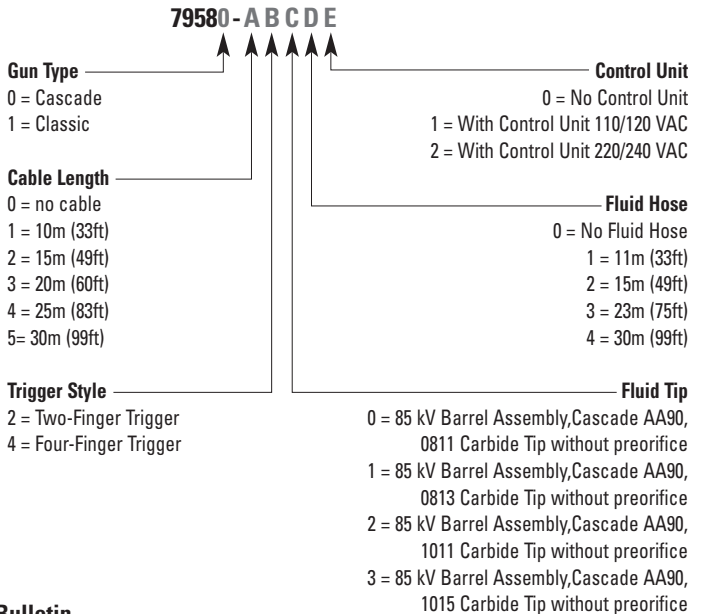 79580-ABCDE
Gun Type
0 = Cascade
1 = Classic
Cable Length
0 = no cable
1 = 10m (33ft)
2 = 15m (49ft)
3 = 20m (60ft)
4 = 25m (83ft)
5= 30m (99ft)
Trigger Style
2 = Two-Finger Trigger
4 = Four-Finger Trigger
Control Unit
0 = No Control Unit
1 = With Control Unit 110/120 VAC
2 = With Control Unit 220/240 VAC
Fluid Hose
0 = No Fluid Hose
1 = 11m (33ft)
2 = 15m (49ft)
3 = 23m (75ft)
4 = 30m (99ft)
Fluid Tip
0 = 85 kV Barrel Assembly,Cascade AA90,
0811 Carbide Tip without preorifice
1 = 85 kV Barrel Assembly,Cascade AA90,
0813 Carbide Tip without preorifice
2 = 85 kV Barrel Assembly,Cascade AA90,
1011 Carbide Tip without preorifice
3 = 85 kV Barrel Assembly,Cascade AA90,
1015 Carbide Tip without preorifice